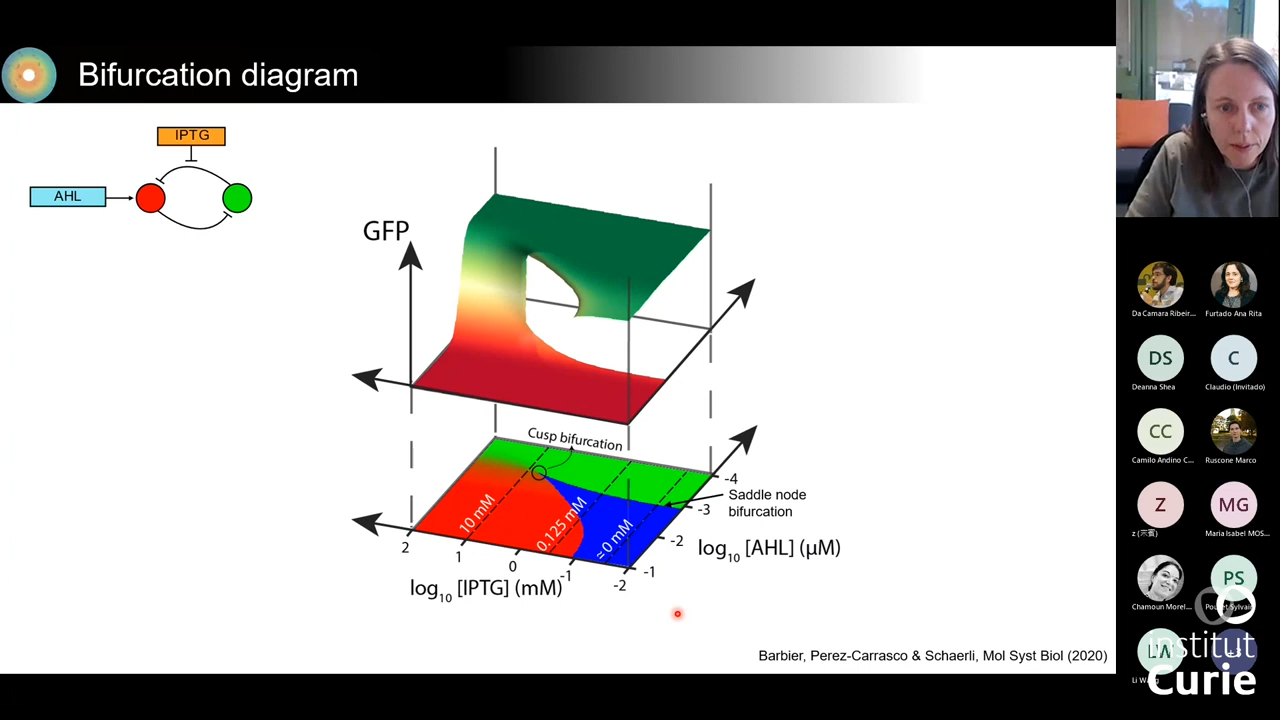 Bifurcation diagram
IPTG
AHL
GFP
Cusp bifurcation
10 mM
0,125 mM
≈ 0 mM
Saddle node
bifurcation
-4
-3
-2
-1
log10 [AHL] (µM)
2
1
0
-1
-2
log10 [IPTG] (mM)
Barbier, Perez-Carrasco & Schaerli, Mol Syst Biol (2020)
Da Camara Ribeir...
Furtado Ana Rita
DS
C
Deanna Shea
Claudio (Invitado)
CC
Camilo Andino C...
Ruscone Marco
Z
MG
z (宗賓)
Maria Isabel MOS...
PS
Chamoun Morel...
LW
Li Wang
institut
Curie